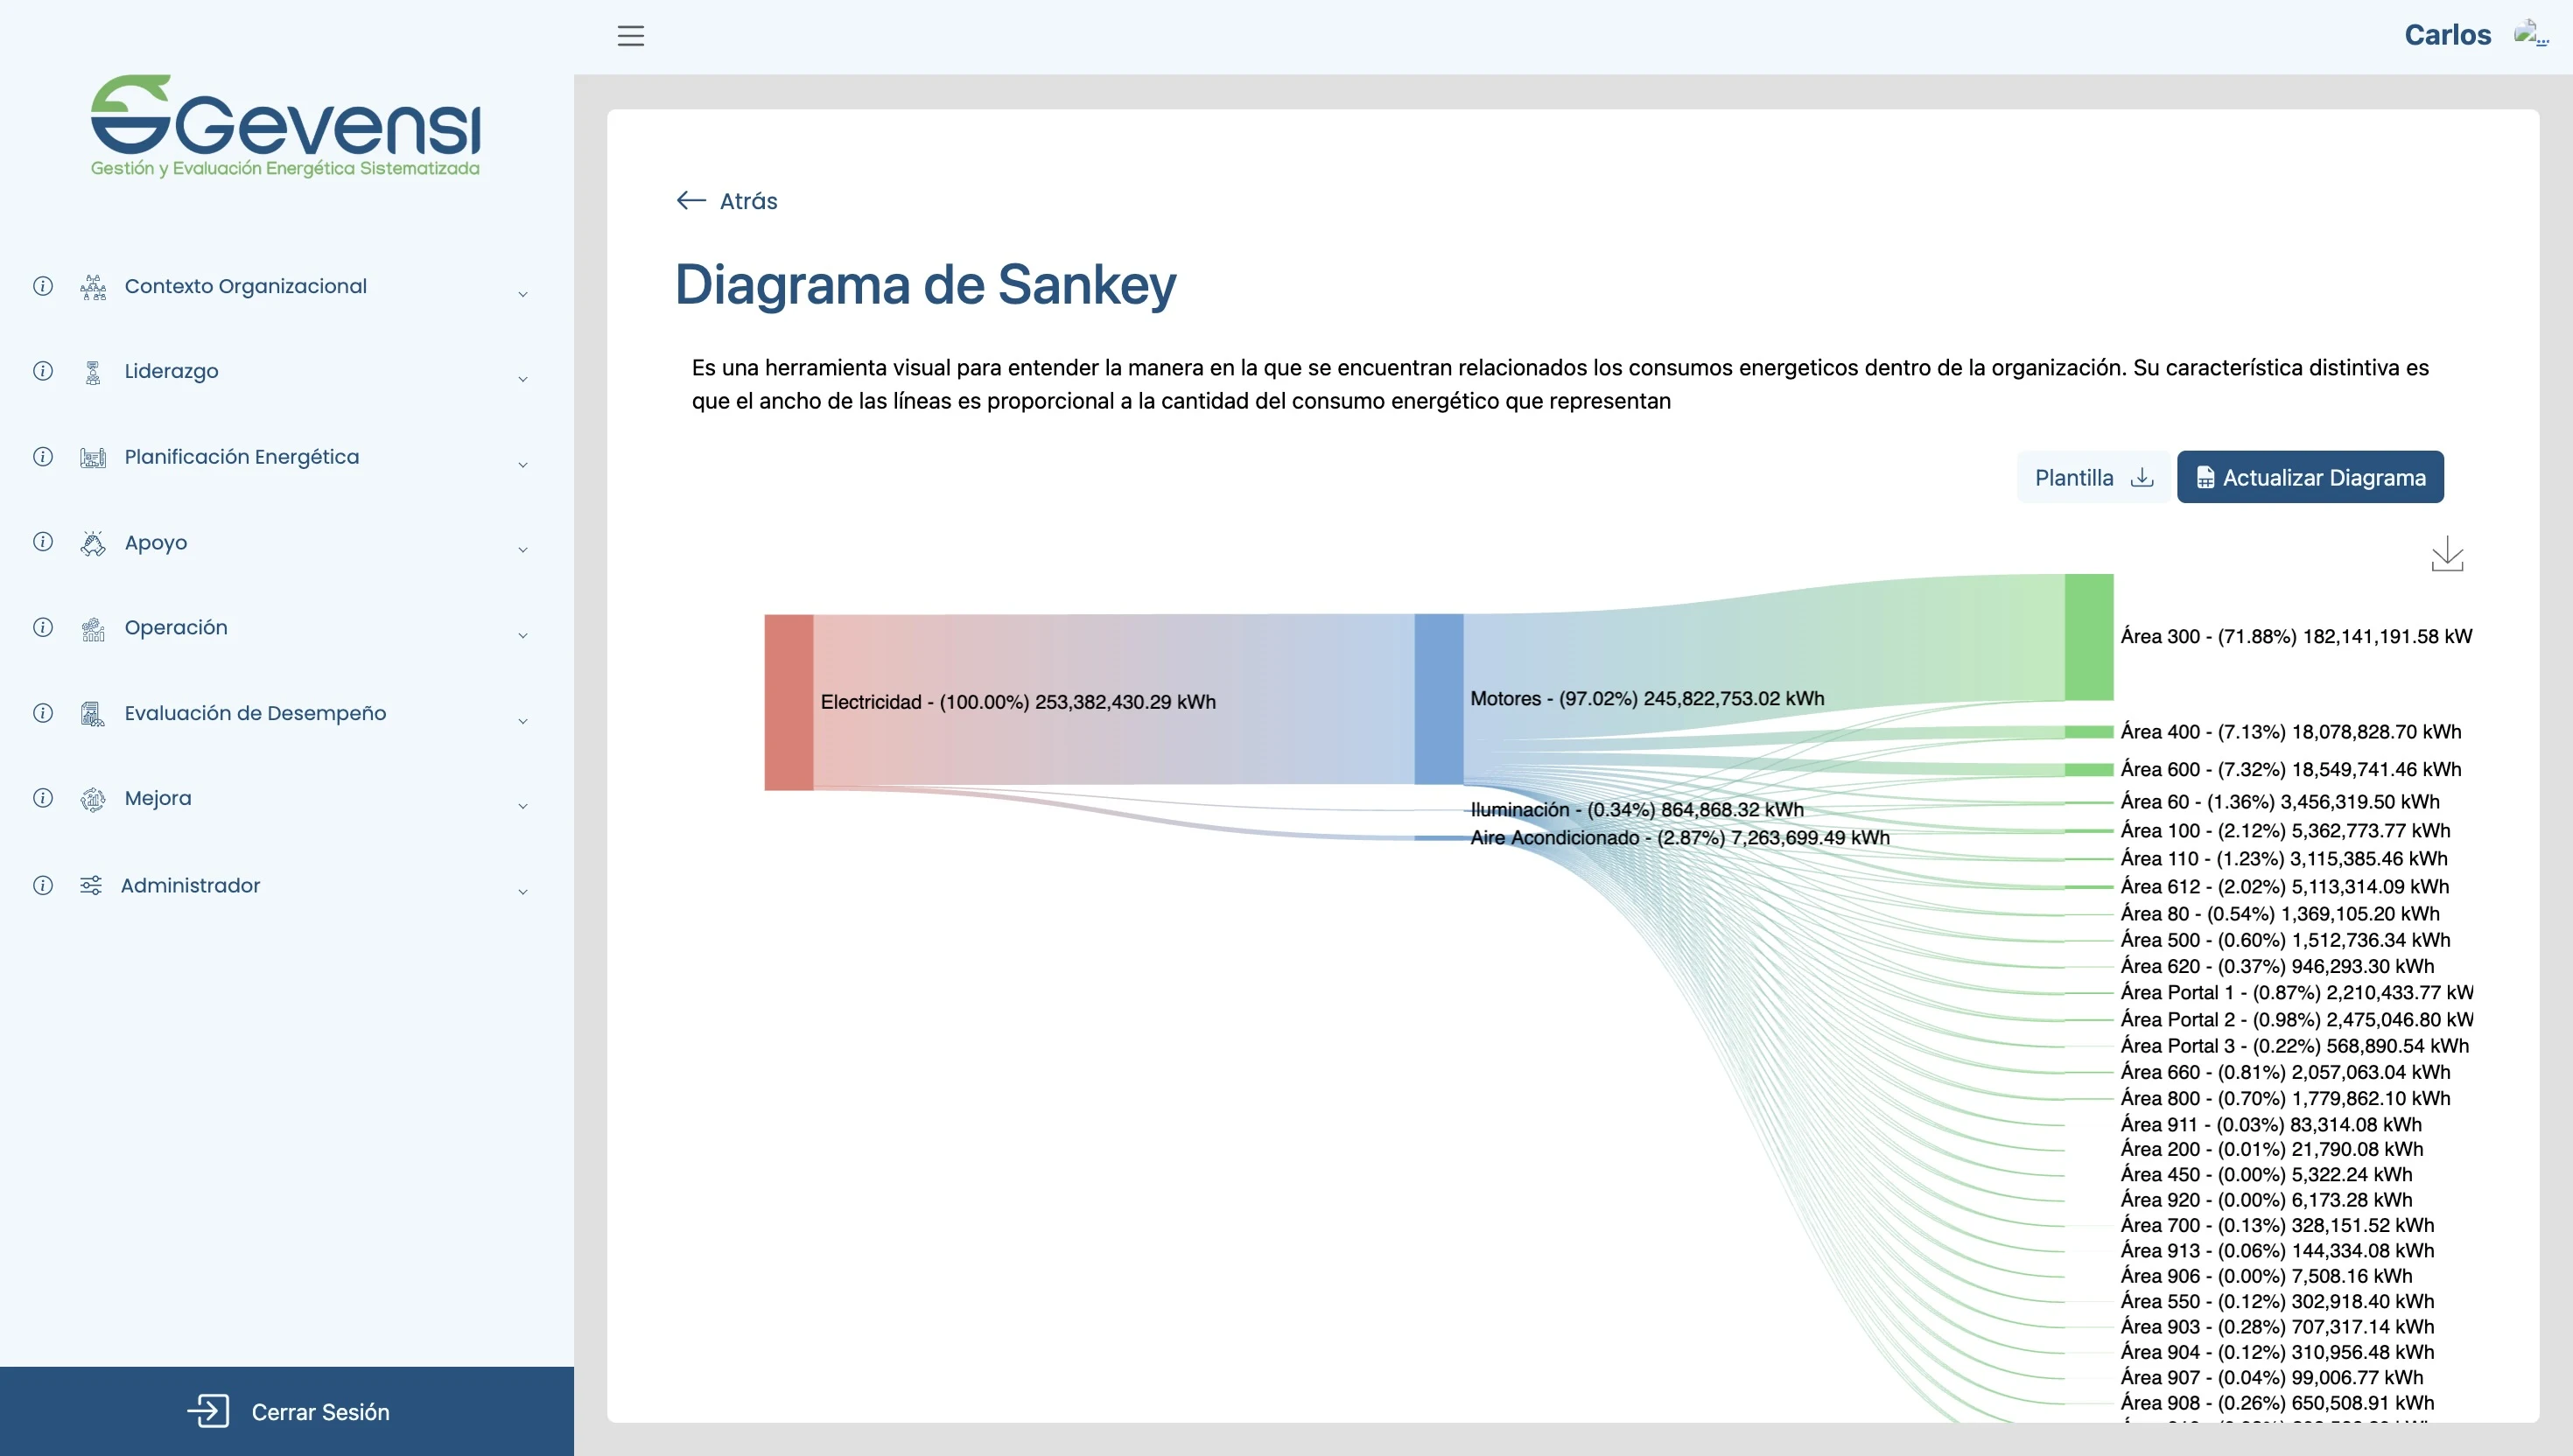 Carlos
Gevensi
Gestión y Evaluación Energética Sistematizada
Contexto Organizacional
Liderazgo
Planificación Energética
Apoyo
Operación
Evaluación de Desempeño
Mejora
Administrador
Cerrar Sesión
Atrás
Diagrama de Sankey
Es una herramienta visual para entender la manera en la que se encuentran relacionados los consumos energeticos dentro de la organización. Su característica distintiva es
que el ancho de las líneas es proporcional a la cantidad del consumo energético que representan
Plantilla
Actualizar Diagrama
Electricidad - (100.00%) 253,382,430.29 kWh
Motores - (97.02%) 245,822,753.02 kWh
Iluminación - (0.34%) 864,868.32 kWh
Aire Acondicionado - (2.87%) 7,263,699.49 kWh
Área 300 - (71.88%) 182,141,191.58 kW
Área 400 - (7.13%) 18,078,828.70 kWh
Área 600 - (7.32%) 18,549,741.46 kWh
Área 60 - (1.36%) 3,456,319.50 kWh
Área 100 - (2.12%) 5,362,773.77 kWh
Área 110 - (1.23%) 3,115,385.46 kWh
Área 612 - (2.02%) 5,113,314.09 kWh
Área 80 - (0.54%) 1,369,105.20 kWh
Área 500 - (0.60%) 1,512,736.34 kWh
Área 620 - (0.37%) 946,293.30 kWh
Área Portal 1 - (0.87%) 2,210,433.77 kW
Área Portal 2 - (0.98%) 2,475,046.80 kW
Área Portal 3 - (0.22%) 568,890.54 kWh
Área 660 - (0.81%) 2,057,063.04 kWh
Área 800 - (0.70%) 1,779,862.10 kWh
Área 911 - (0.03%) 83,314.08 kWh
Área 200 - (0.01%) 21,790.08 kWh
Área 450 - (0.00%) 5,322.24 kWh
Área 920 - (0.00%) 6,173.28 kWh
Área 700 - (0.13%) 328,151.52 kWh
Área 913 - (0.06%) 144,334.08 kWh
Área 906 - (0.00%) 7,508.16 kWh
Área 550 - (0.12%) 302,918.40 kWh
Área 903 - (0.28%) 707,317.14 kWh
Área 904 - (0.12%) 310,956.48 kWh
Área 907 - (0.04%) 99,006.77 kWh
Área 908 - (0.26%) 650,508.91 kWh